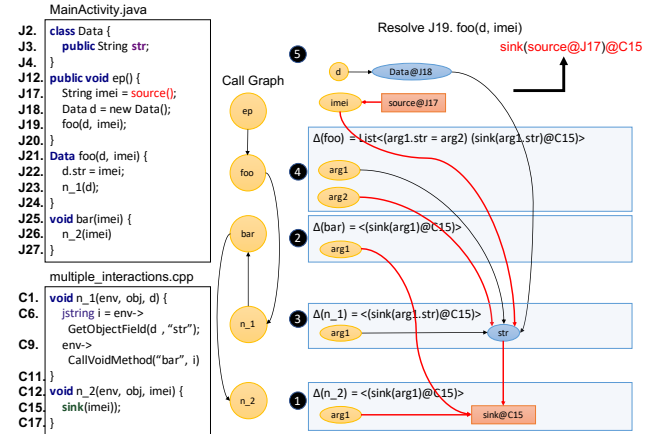 MainActivity.java
J2. class Data {
J3. public String str;
J4. }
J12. public void ep() {
J17. String imei = source();
J18. Data d = new Data();
J19. foo(d, imei);
J20. }
J21. Data foo(d, imei) {
J22. d.str = imei;
J23. n_1(d);
J24. }
J25. void bar(imei) {
J26. n_2(imei)
J27. }
multiple_interactions.cpp
C1. void n_1(env, obj, d) {
C6. jstring i = env->
GetObjectField(d , “str”);
C9. env->
CallVoidMethod(“bar”, i)
C11. }
C12. void n_2(env, obj, imei) {
C15. sink(imei));
C17. }
Call Graph
ep
foo
bar
n_1
n_2
Resolve J19. foo(d, imei)
sink(source@J17)@C15
5
d
Data@J18
imei
source@J17
Δ(foo) = List<(arg1.str = arg2) (sink(arg1.str)@C15)>
4
arg1
arg2
2
Δ(bar) = <(sink(arg1)@C15)>
arg1
3
Δ(n_1) = <(sink(arg1.str)@C15)>
arg1
str
1
Δ(n_2) = <(sink(arg1)@C15)>
arg1
sink@C15